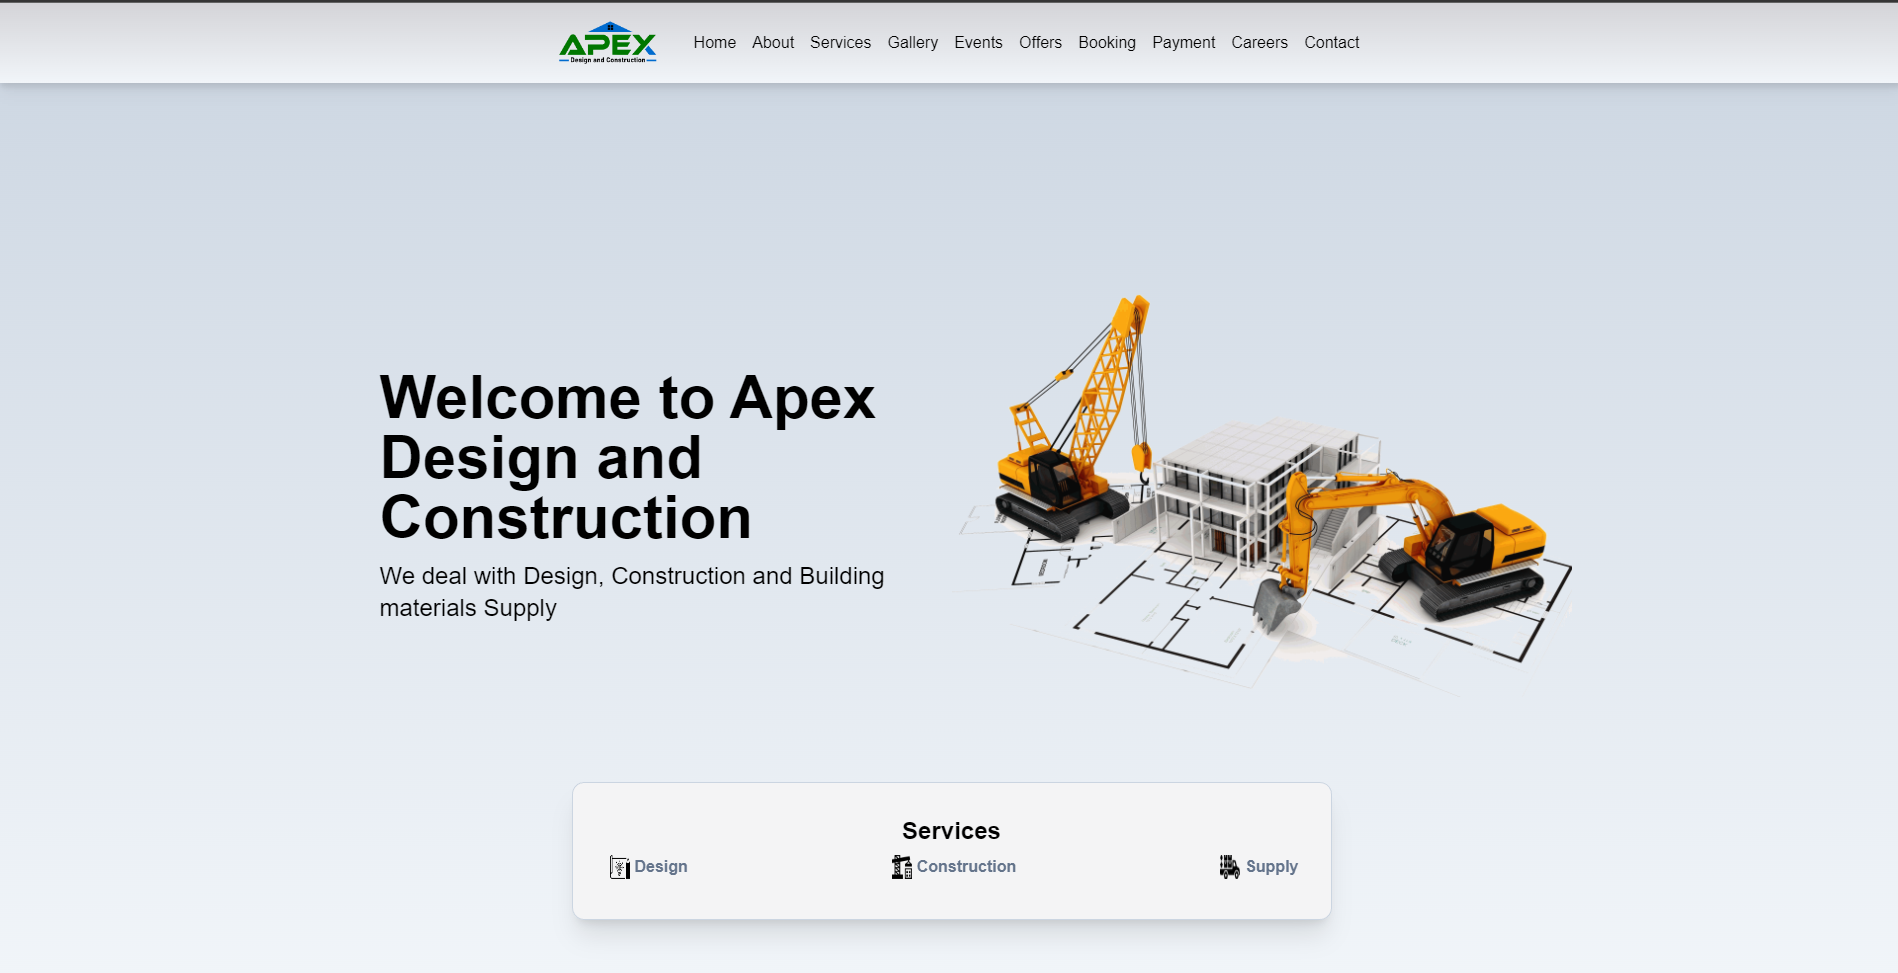 APEX
Design and Construction
Home About Services Gallery Events Offers Booking Payment Careers Contact
Welcome to Apex
Design and
Construction
We deal with Design, Construction and Building
materials Supply
Services
Design Construction Supply